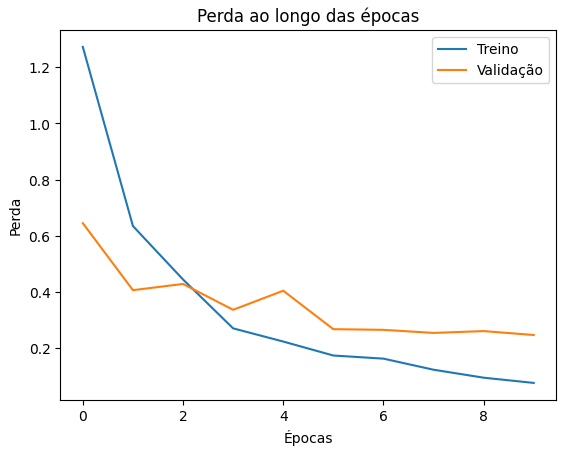 Perda ao longo das épocas
Treino
Validação
1.2
1.0
0.8
0.6
0.4
0.2
Perda
0 2 4 6 8
Épocas